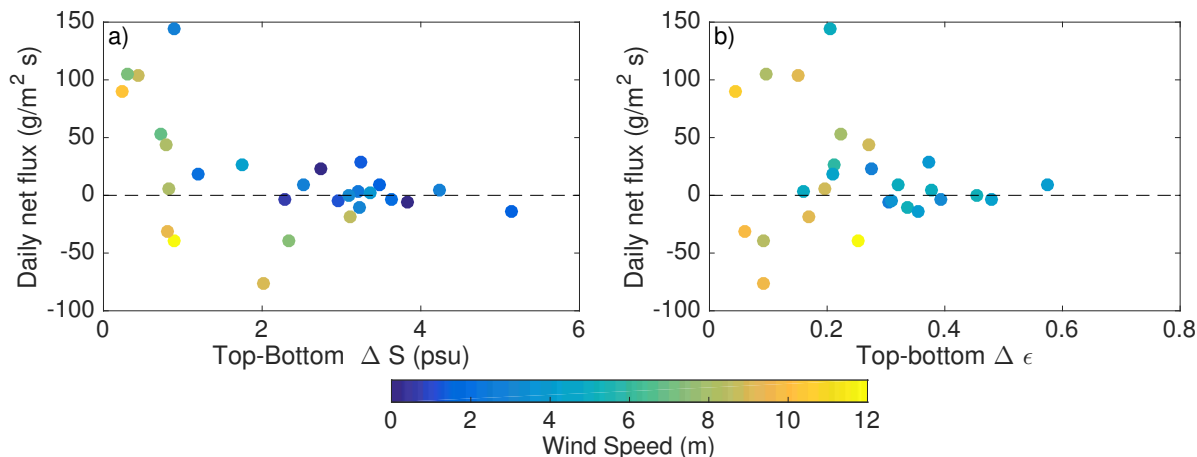 a)
150
100
50
0
-50
-100
Daily net flux (g/m² s)
0 2 4 6
Top-Bottom Δ S (psu)
b)
150
100
50
0
-50
-100
Daily net flux (g/m² s)
0 0.2 0.4 0.6 0.8
Top-bottom Δ ϵ
0 2 4 6 8 10 12
Wind Speed (m)